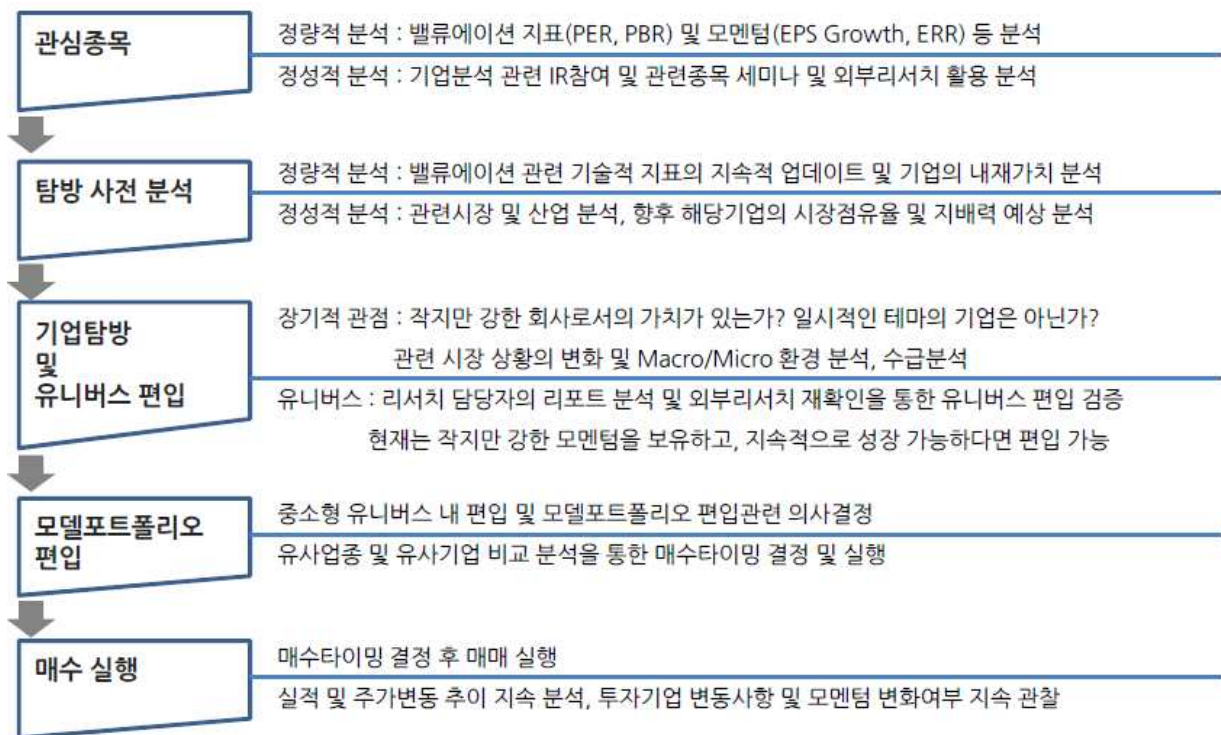 관심종목
정량적 분석 : 밸류에이션 지표(PER, PBR) 및 모멘텀(EPS Growth, ERR) 등 분석
정성적 분석 : 기업분석 관련 IR참여 및 관련종목 세미나 및 외부리서치 활용 분석
탐방 사전 분석
정량적 분석 : 밸류에이션 관련 기술적 지표의 지속적 업데이트 및 기업의 내재가치 분석
정성적 분석 : 관련시장 및 산업 분석, 향후 해당기업의 시장점유율 및 지배력 예상 분석
기업탐방
및
유니버스 편입
장기적 관점 : 작지만 강한 회사로서의 가치가 있는가? 일시적인 테마의 기업은 아닌가?
관련 시장 상황의 변화 및 Macro/Micro 환경 분석, 수급분석
유니버스 : 리서치 담당자의 리포트 분석 및 외부리서치 재확인을 통한 유니버스 편입 검증
현재는 작지만 강한 모멘텀을 보유하고, 지속적으로 성장 가능하다면 편입 가능
모델포트폴리오
편입
중소형 유니버스 내 편입 및 모델포트폴리오 편입관련 의사결정
유사업종 및 유사기업 비교 분석을 통한 매수타이밍 결정 및 실행
매수 실행
매수타이밍 결정 후 매매 실행
실적 및 주가변동 추이 지속 분석, 투자기업 변동사항 및 모멘텀 변화여부 지속 관찰